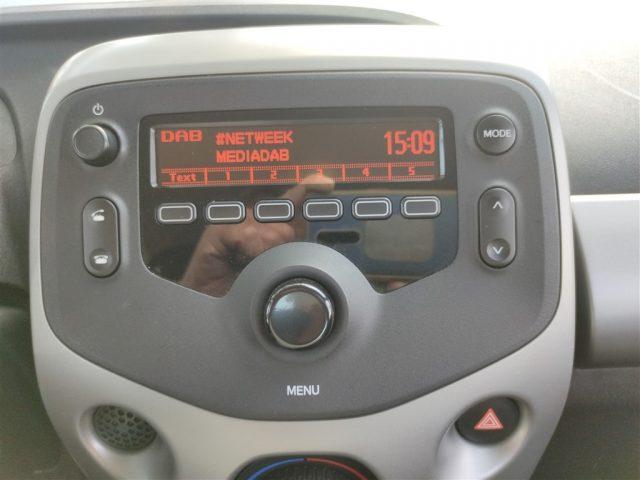 DAB #NETWEEK 15:09
MEDIADAB
Text 1 2 3 4 5
MODE
MENU